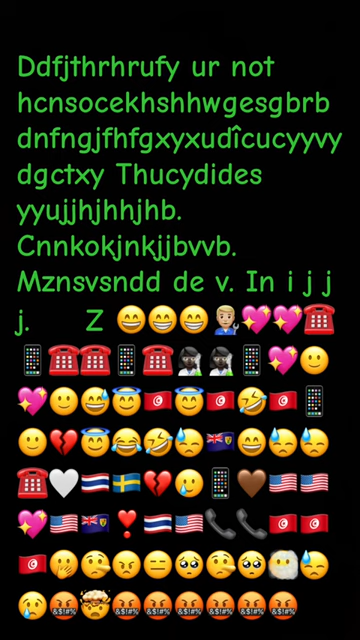 Ddfjthrhrufy ur not
hcnsocekhshhwgesgbrb
dnfngjfhfgxyxudîcucyyvy
dgctxy Thucydides
yyujjhjhhjhb.
Cnnkokjnkjjbvvb.
Mznsvsndd de v. In i j j
j. Z 😁😁😁👨🏼‍⚖️💖💖☎️
📱☎️☎️📱☎️👩🏿‍🔬👩🏿‍🔬📱💖🙂
💖🙂😅😇🇹🇳😇🇹🇳🤣🇹🇳📱
🙂💔😇😂🤣😓🇹🇨😅😓😓
☎️🤍🇹🇭🇸🇪💔🥲📱🤎🇺🇸🇺🇸
💖🇺🇸🇹🇨❣️🇹🇭🇺🇸📞📞🇹🇳🇹🇳
🇹🇳🤭🤥😠😑🥺🤥🥺😶‍🌫️😓
😢🤬🤯🤬🤬🤬🤬🤬🤬